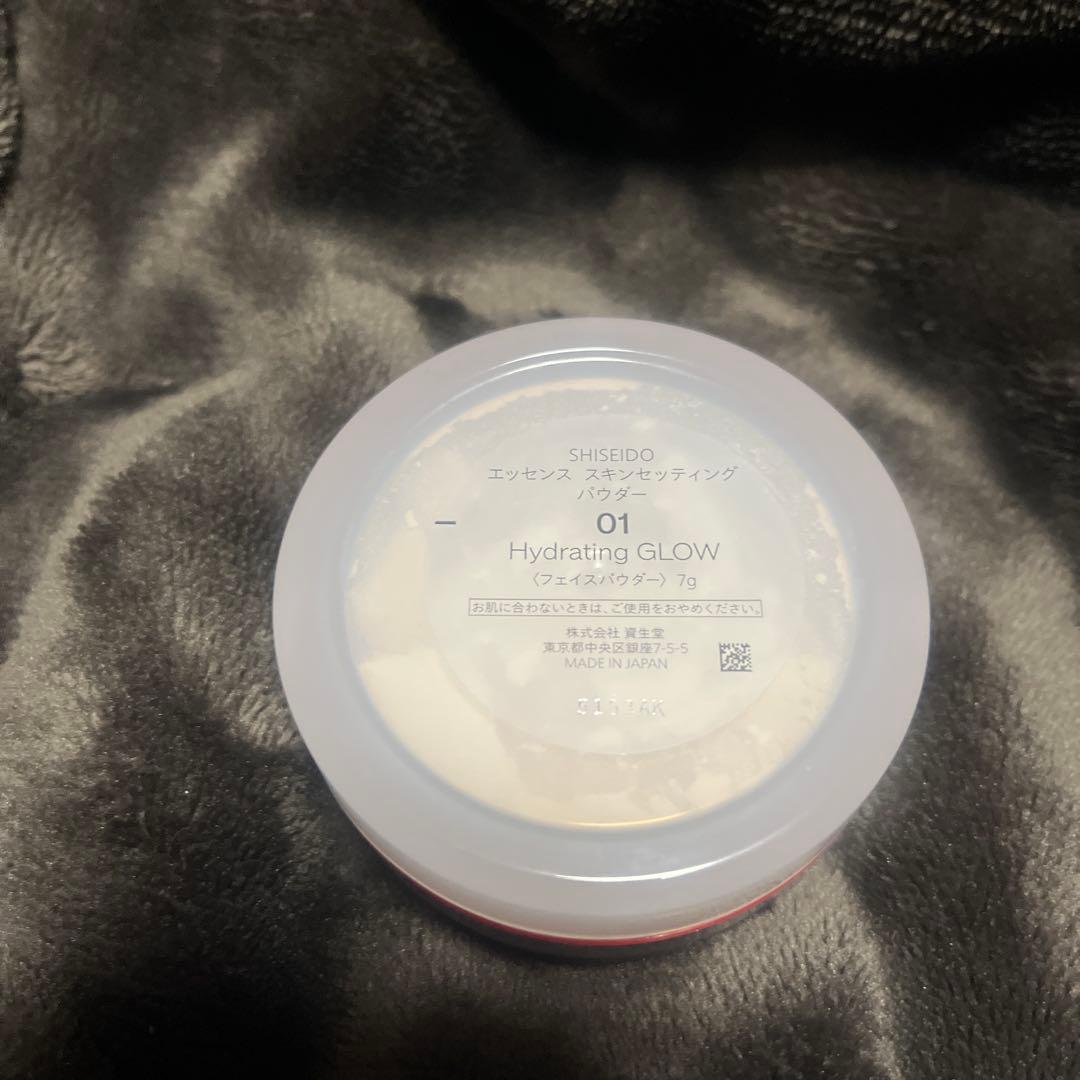 SHISEIDO
エッセンス スキンセッティング
パウダー
01
Hydrating GLOW
〈フェイスパウダー〉 7g
お肌に合わないときは、ご使用をおやめください。
株式会社 資生堂
東京都中央区銀座7-5-5
MADE IN JAPAN